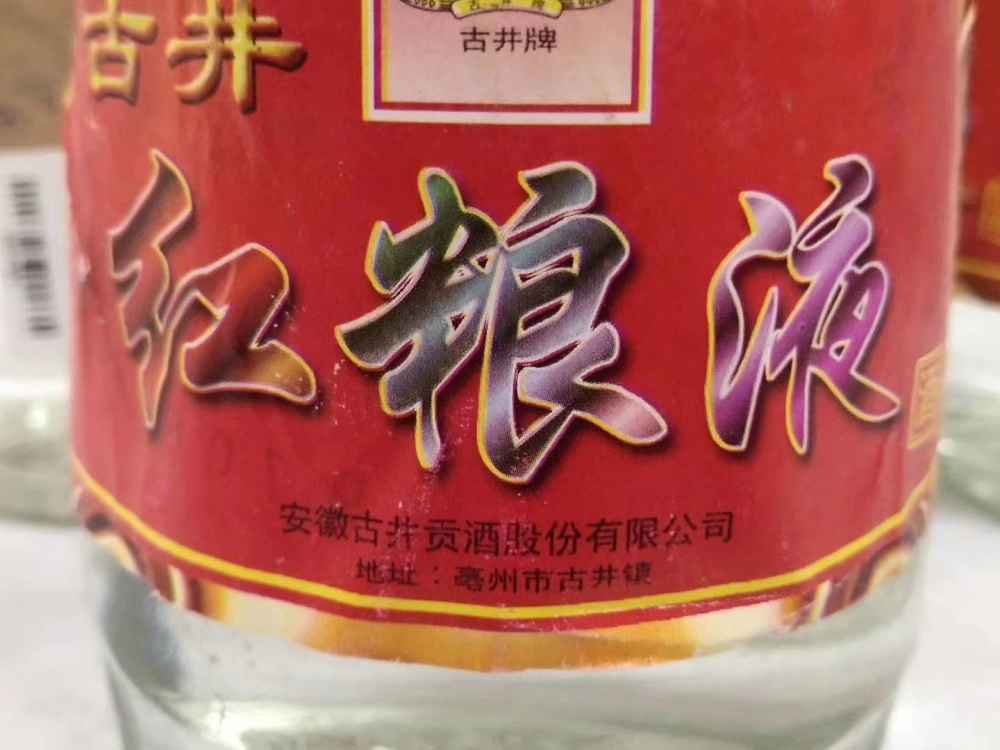 古井
古井牌
红粮液
安徽古井贡酒股份有限公司
地址：亳州市古井镇